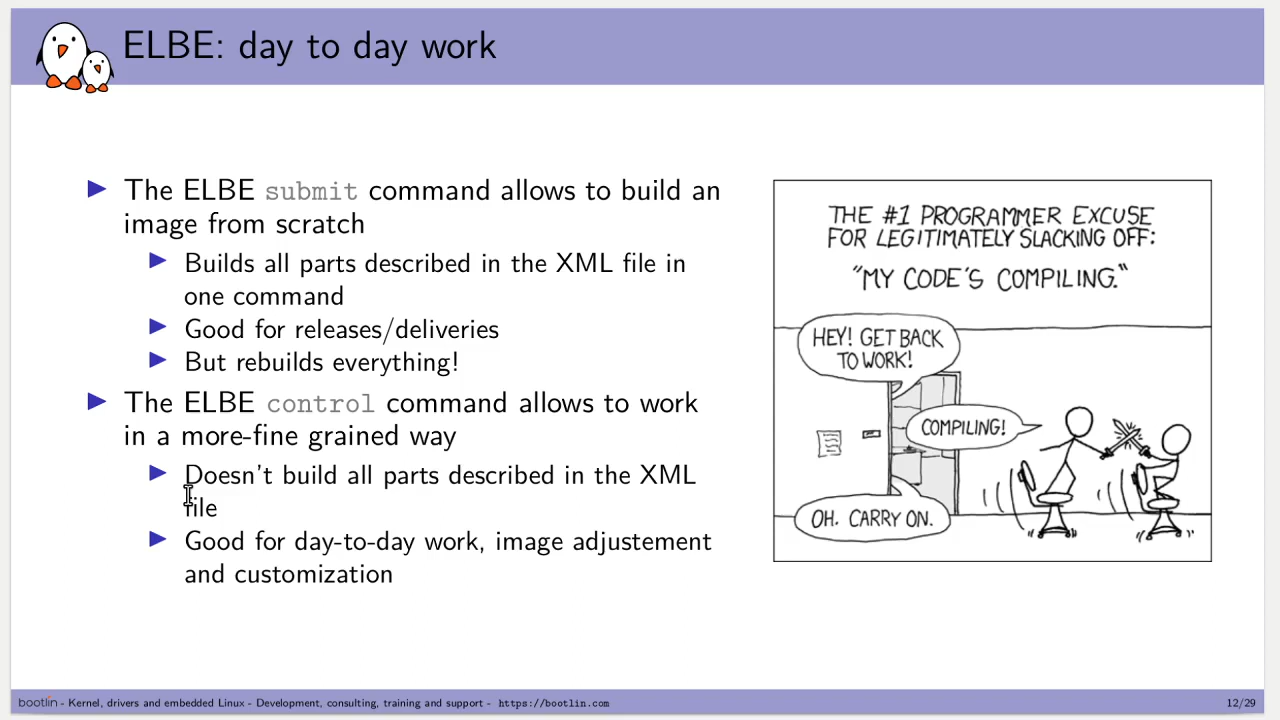 ELBE: day to day work
The ELBE submit command allows to build an
image from scratch
Builds all parts described in the XML file in
one command
Good for releases/deliveries
But rebuilds everything!
The ELBE control command allows to work
in a more-fine grained way
Doesn't build all parts described in the XML
file
Good for day-to-day work, image adjustement
and customization
THE #1 PROGRAMMER EXCUSE
FOR LEGITIMATELY SLACKING OFF:
"MY CODE'S COMPILING."
HEY! GET BACK
TO WORK!
COMPILING!
OH. CARRY ON.
bootlin - Kernel, drivers and embedded Linux - Development, consulting, training and support - https://bootlin.com
12/29